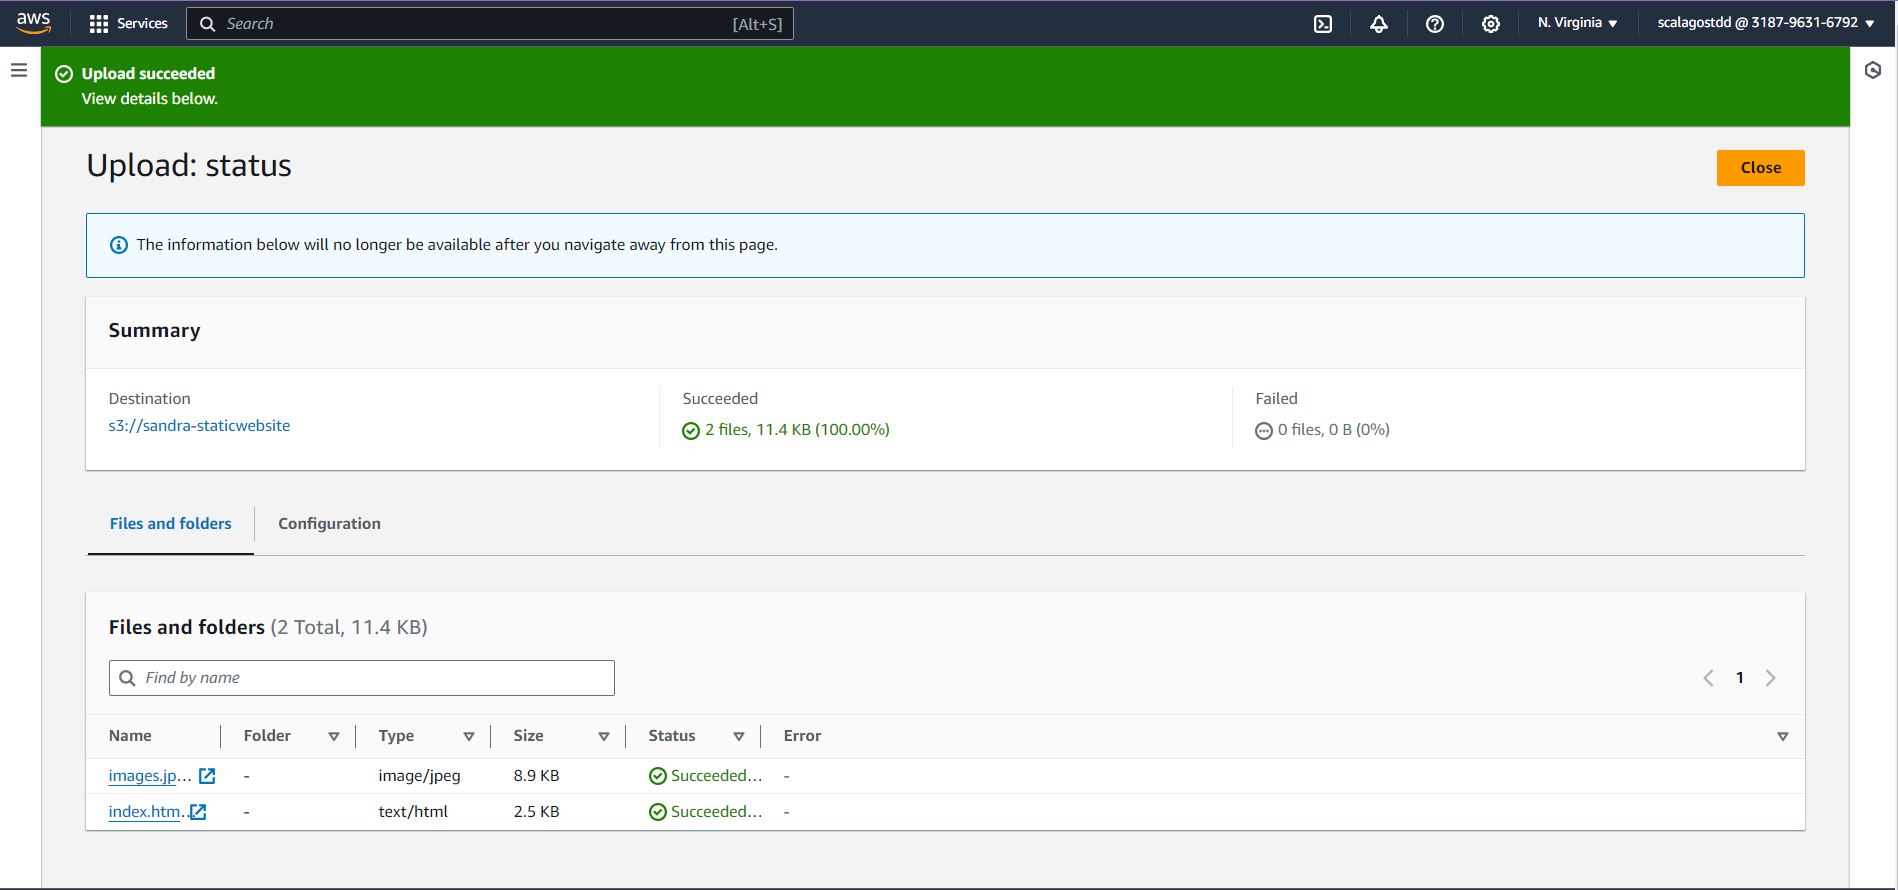 aws Services Search [Alt+S] N. Virginia scalagostdd @ 3187-9631-6792
Upload succeeded
View details below.
Upload: status
Close
The information below will no longer be available after you navigate away from this page.
Summary
Destination Succeeded Failed
s3://sandra-staticwebsite 2 files, 11.4 KB (100.00%) 0 files, 0 B (0%)
Files and folders Configuration
Files and folders (2 Total, 11.4 KB)
Find by name 1
Name Folder Type Size Status Error
images.jp... - image/jpeg 8.9 KB Succeeded... -
index.htm... - text/html 2.5 KB Succeeded... -